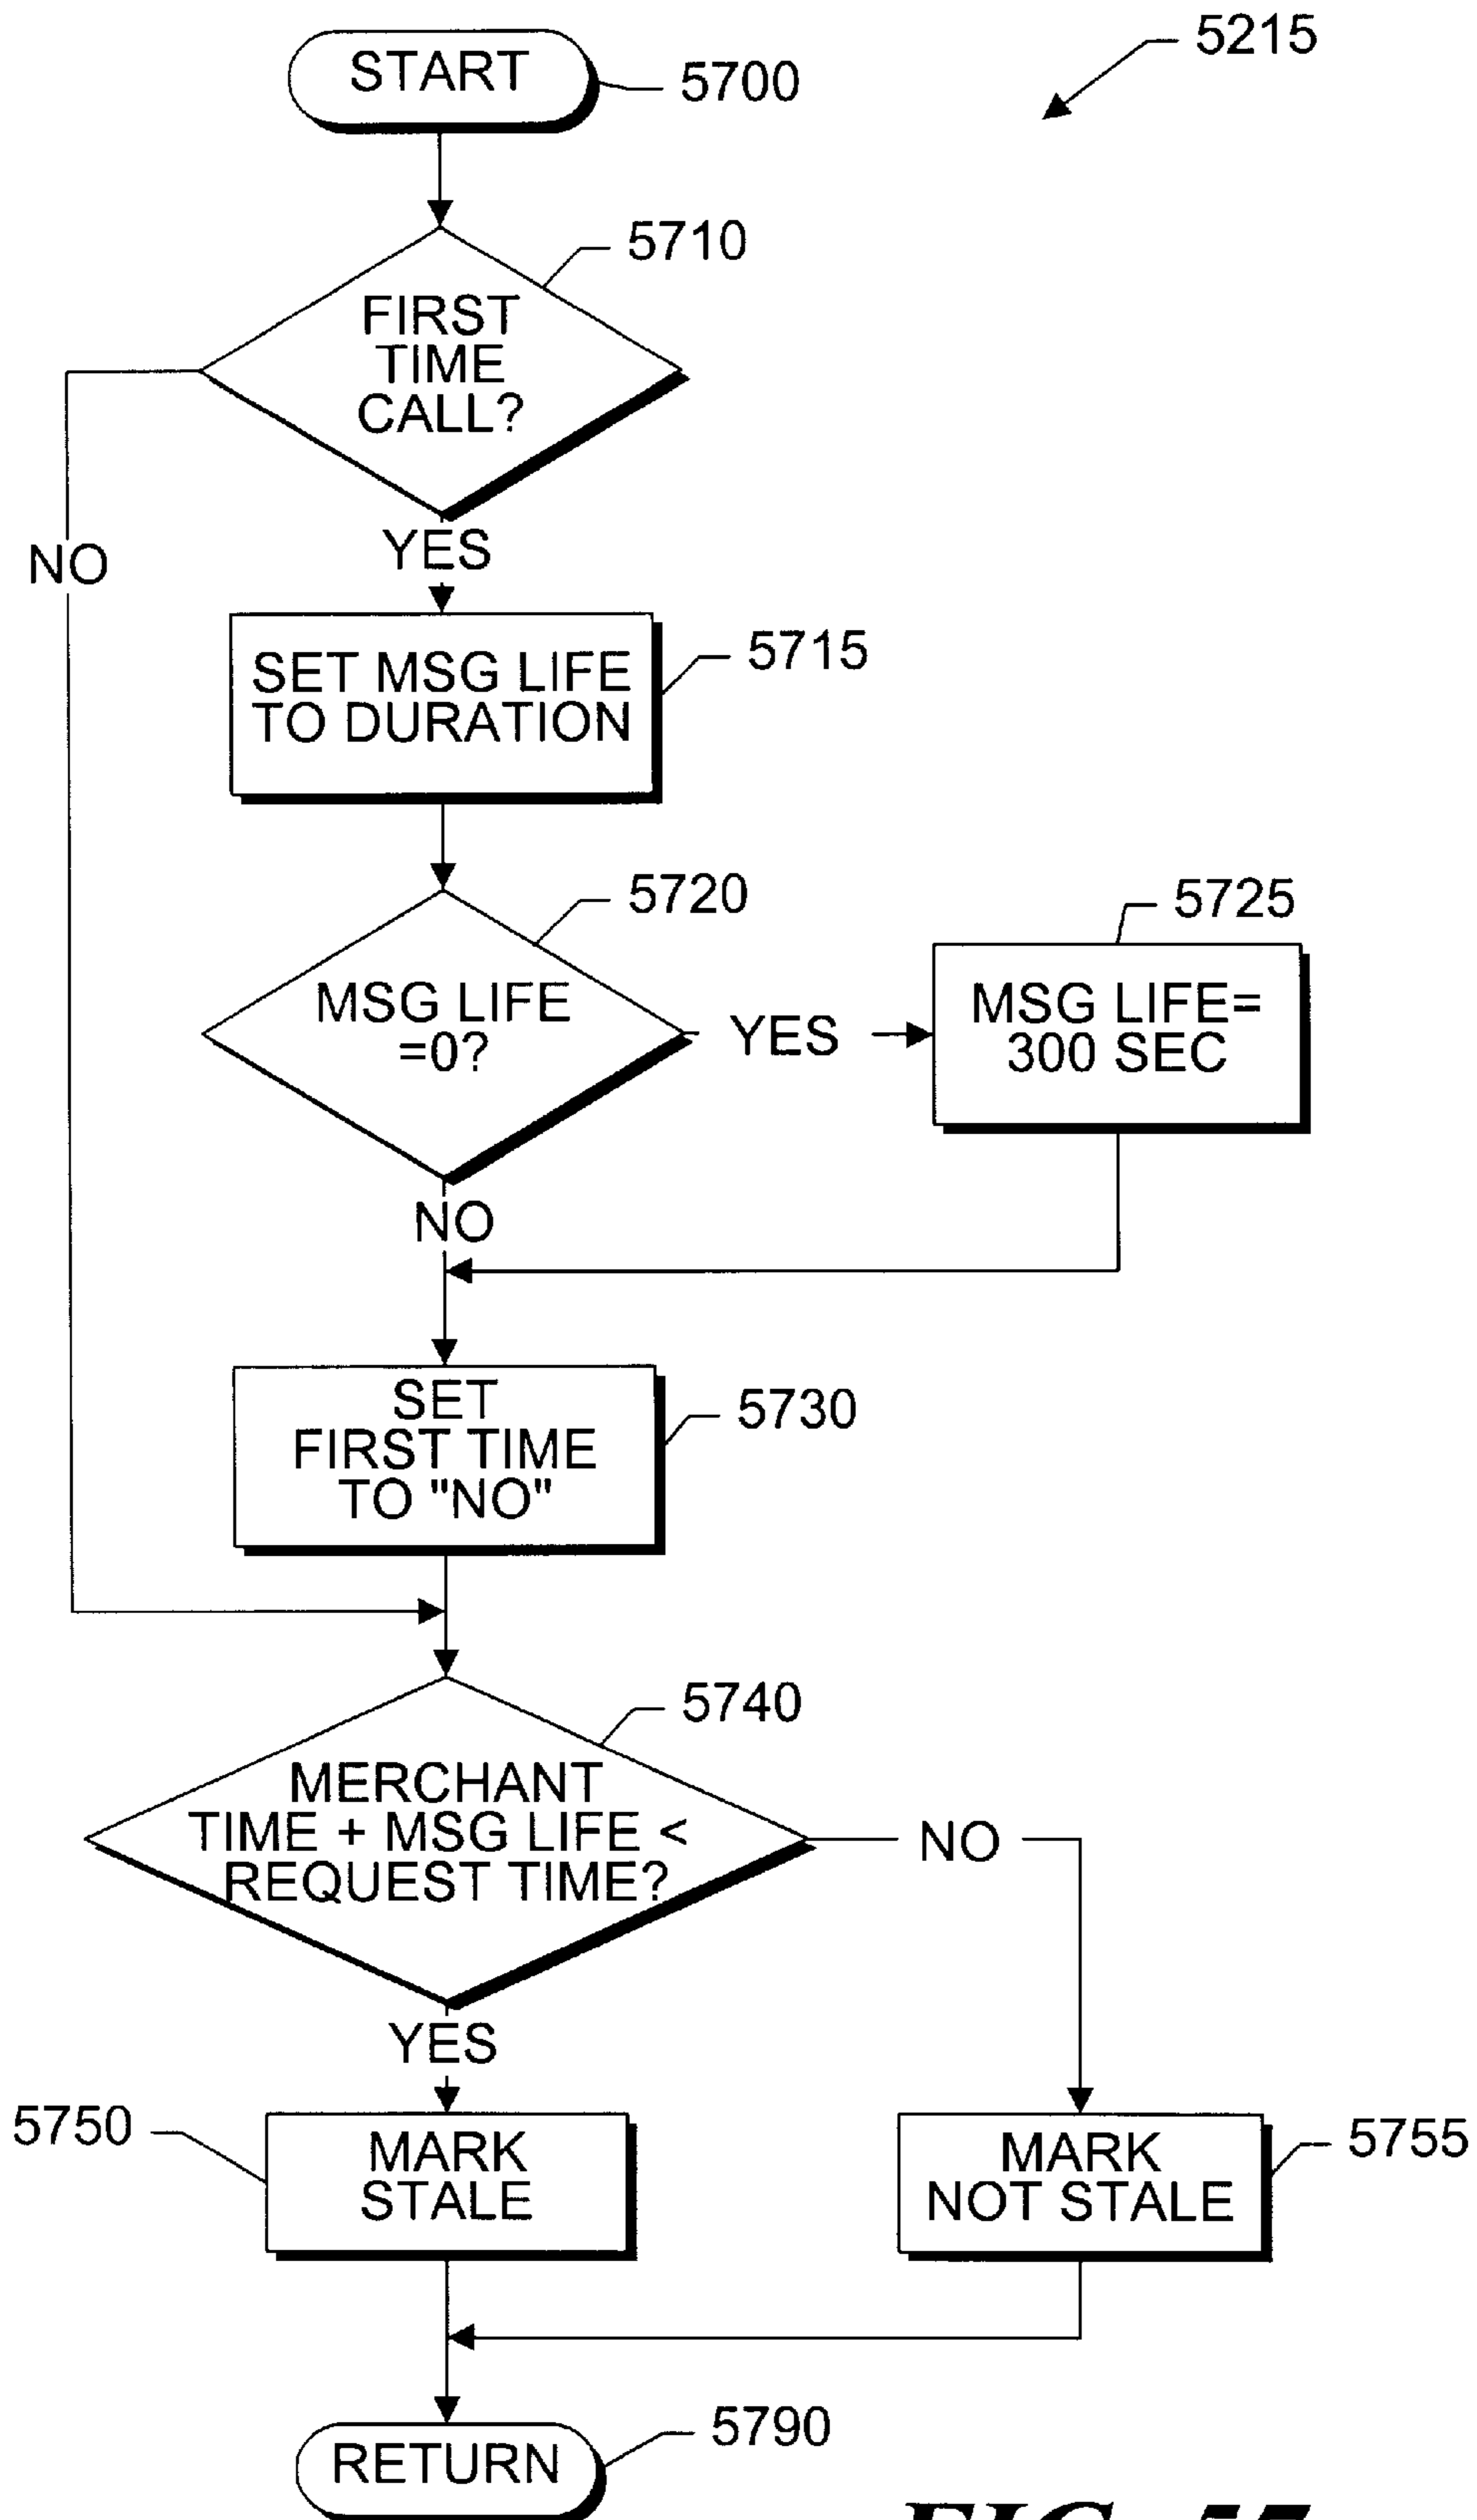 5215
START
5700
5710
FIRST
TIME
CALL?
NO
YES
5715
SET MSG LIFE
TO DURATION
5720
5725
MSG LIFE
=0?
YES
MSG LIFE=
300 SEC
NO
5730
SET
FIRST TIME
TO "NO"
5740
MERCHANT
TIME + MSG LIFE <
REQUEST TIME?
NO
YES
5750
MARK
STALE
MARK
NOT STALE
5755
5790
RETURN